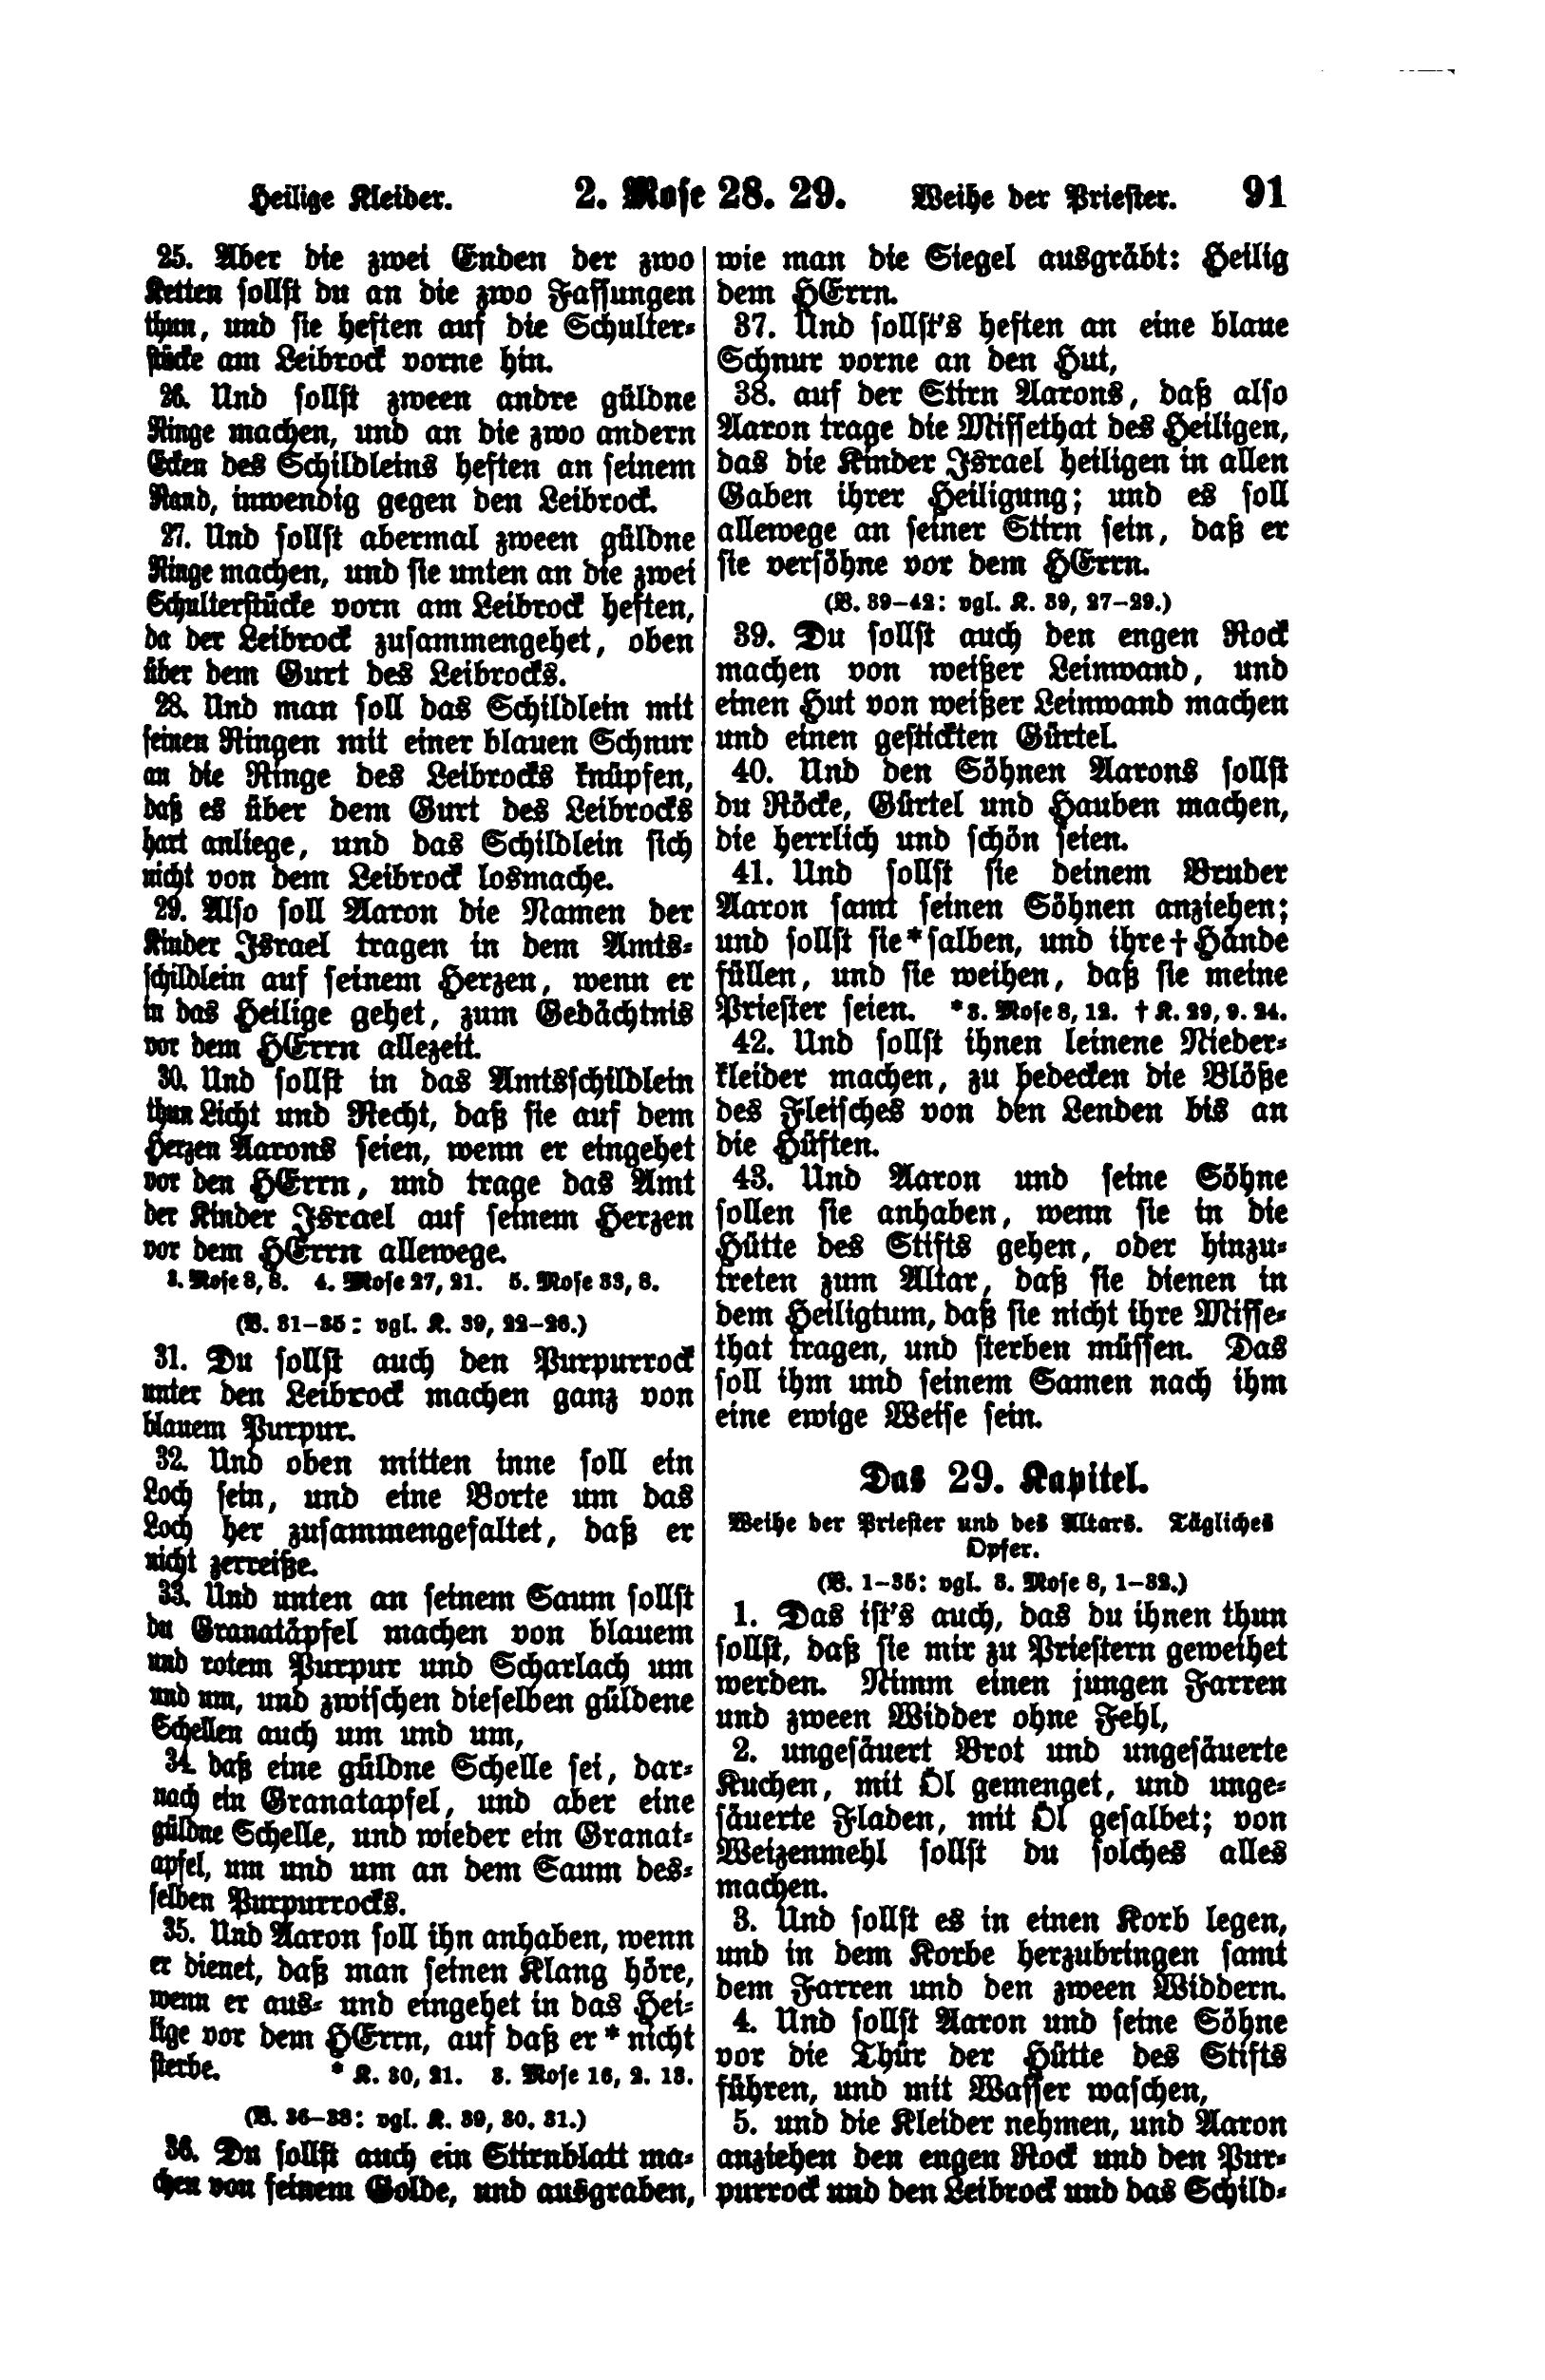 Heilige Kleider. 2. Mose 28. 29. Weihe der Priester. 91
25. Aber die zwei Enden der zwo
Ketten sollst du an die zwo Fassungen
thun, und sie heften auf die Schulter-
stücke am Leibrock vorne hin.
26. Und sollst zween andre güldne
Ringe machen, und an die zwo andern
Ecken des Schildleins heften an seinem
Rand, inwendig gegen den Leibrock.
27. Und sollst abermal zween güldne
Ringe machen, und sie unten an die zwei
Schulterstücke vorn am Leibrock heften,
da der Leibrock zusammengehet, oben
über dem Gurt des Leibrocks.
28. Und man soll das Schildlein mit
seinen Ringen mit einer blauen Schnur
an die Ringe des Leibrocks knüpfen,
daß es über dem Gurt des Leibrocks
hart anliege, und das Schildlein sich
nicht von dem Leibrock losmache.
29. Also soll Aaron die Namen der
Kinder Israel tragen in dem Amts-
schildlein auf seinem Herzen, wenn er
in das Heilige gehet, zum Gedächtnis
vor dem HErrn allezeit.
30. Und sollst in das Amtsschildlein
thun Licht und Recht, daß sie auf dem
Herzen Aarons seien, wenn er eingehet
vor den HErrn, und trage das Amt
der Kinder Israel auf seinem Herzen
vor dem HErrn allewege.
3. Mose 8, 8. 4. Mose 27, 21. 5. Mose 33, 8.
(V. 31–35: vgl. K. 39, 22–26.)
31. Du sollst auch den Purpurrock
unter den Leibrock machen ganz von
blauem Purpur.
32. Und oben mitten inne soll ein
Loch sein, und eine Borte um das
Loch her zusammengefaltet, daß er
nicht zerreiße.
33. Und unten an seinem Saum sollst
du Granatäpfel machen von blauem
und rotem Purpur und Scharlach um
und um, und zwischen dieselben güldene
Schellen auch um und um,
34. daß eine güldne Schelle sei, dar-
nach ein Granatapfel, und aber eine
güldne Schelle, und wieder ein Granat-
apfel, um und um an dem Saum des-
selben Purpurrocks.
35. Und Aaron soll ihn anhaben, wenn
er dienet, daß man seinen Klang höre,
wenn er aus- und eingehet in das Hei-
lige vor dem HErrn, auf daß er * nicht
sterbe. * K. 30, 21. 3. Mose 16, 2. 13.
(V. 36–38: vgl. K. 39, 30. 31.)
36. Du sollst auch ein Stirnblatt ma-
chen von feinem Golde, und ausgraben,
wie man die Siegel ausgräbt: Heilig
dem HErrn.
37. Und sollst's heften an eine blaue
Schnur vorne an den Hut,
38. auf der Stirn Aarons, daß also
Aaron trage die Missethat des Heiligen,
das die Kinder Israel heiligen in allen
Gaben ihrer Heiligung; und es soll
allewege an seiner Stirn sein, daß er
sie versöhne vor dem HErrn.
(V. 39–42: vgl. K. 39, 27–29.)
39. Du sollst auch den engen Rock
machen von weißer Leinwand, und
einen Hut von weißer Leinwand machen
und einen gestickten Gürtel.
40. Und den Söhnen Aarons sollst
du Röcke, Gürtel und Hauben machen,
die herrlich und schön seien.
41. Und sollst sie deinem Bruder
Aaron samt seinen Söhnen anziehen;
und sollst sie * salben, und ihre † Hände
füllen, und sie weihen, daß sie meine
Priester seien. * 3. Mose 8, 12. † K. 29, 9. 24.
42. Und sollst ihnen leinene Nieder-
kleider machen, zu bedecken die Blöße
des Fleisches von den Lenden bis an
die Hüften.
43. Und Aaron und seine Söhne
sollen sie anhaben, wenn sie in die
Hütte des Stifts gehen, oder hinzu-
treten zum Altar, daß sie dienen in
dem Heiligtum, daß sie nicht ihre Misse-
that tragen, und sterben müssen. Das
soll ihm und seinem Samen nach ihm
eine ewige Weise sein.
Das 29. Kapitel.
Weihe der Priester und des Altars. Tägliches
Opfer.
(V. 1–35: vgl. 3. Mose 8, 1–32.)
1. Das ist's auch, das du ihnen thun
sollst, daß sie mir zu Priestern geweihet
werden. Nimm einen jungen Farren
und zween Widder ohne Fehl,
2. ungesäuert Brot und ungesäuerte
Kuchen, mit Öl gemenget, und unge-
säuerte Fladen, mit Öl gesalbet; von
Weizenmehl sollst du solches alles
machen.
3. Und sollst es in einen Korb legen,
und in dem Korbe herzubringen samt
dem Farren und den zween Widdern.
4. Und sollst Aaron und seine Söhne
vor die Thür der Hütte des Stifts
führen, und mit Wasser waschen,
5. und die Kleider nehmen, und Aaron
anziehen den engen Rock und den Pur-
purrock und den Leibrock und das Schild-